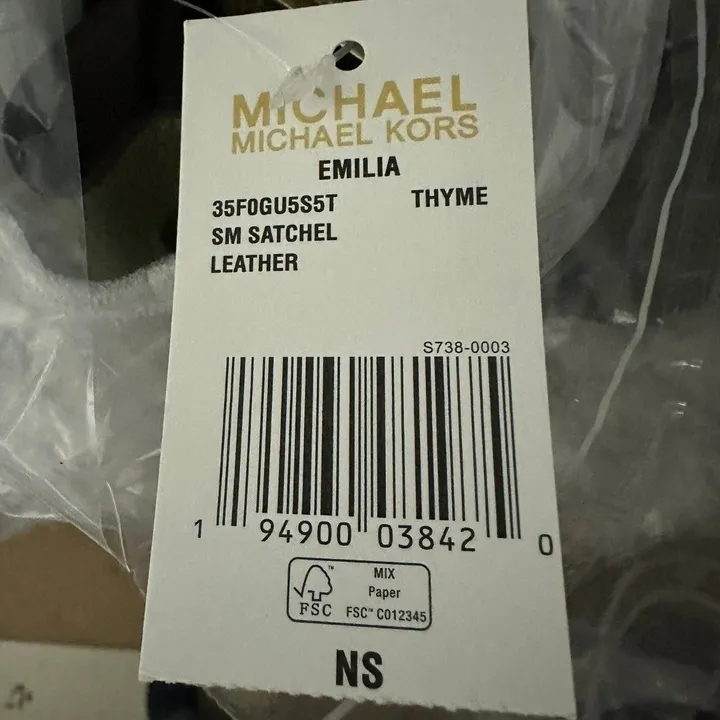 MICHAEL
MICHAEL KORS
EMILIA
35F0GU5S5T THYME
SM SATCHEL
LEATHER
S738-0003
1 94900 03842 0
FSC™
MIX
Paper
FSC™ C012345
NS